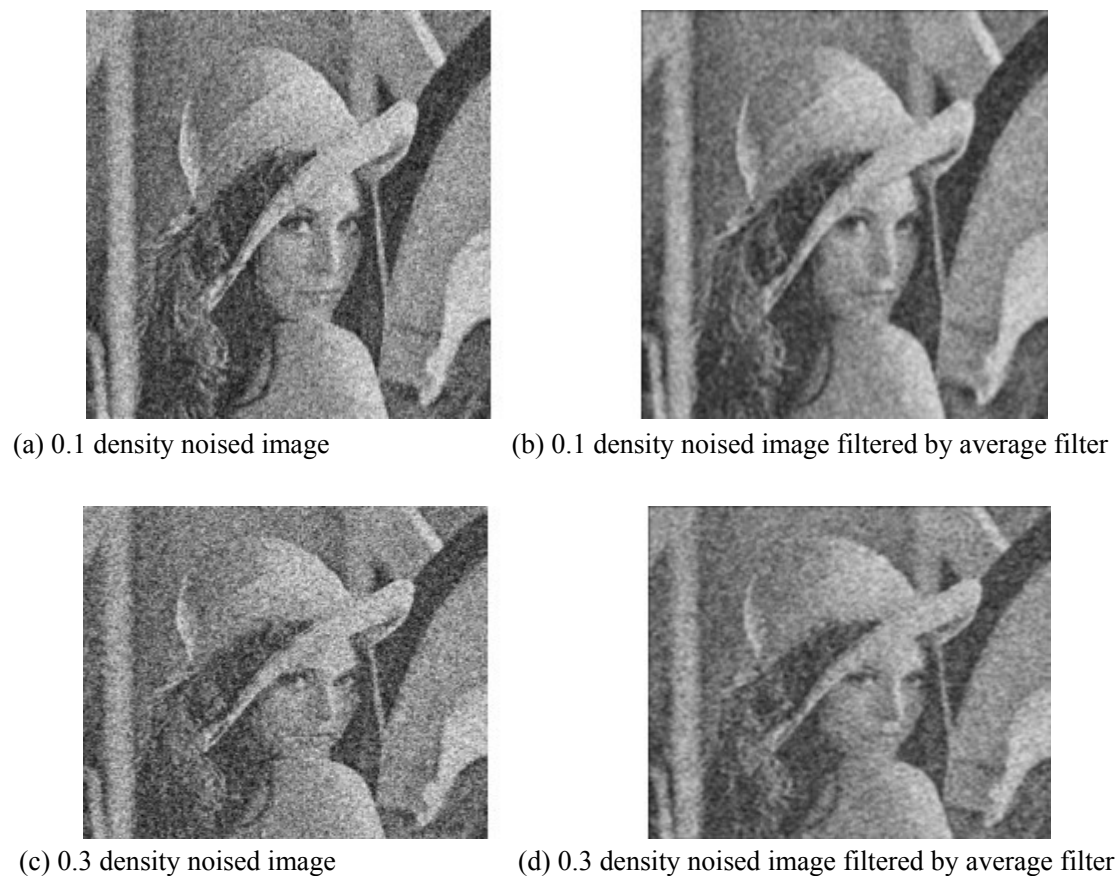 (a) 0.1 density noised image
(b) 0.1 density noised image filtered by average filter
(c) 0.3 density noised image
(d) 0.3 density noised image filtered by average filter